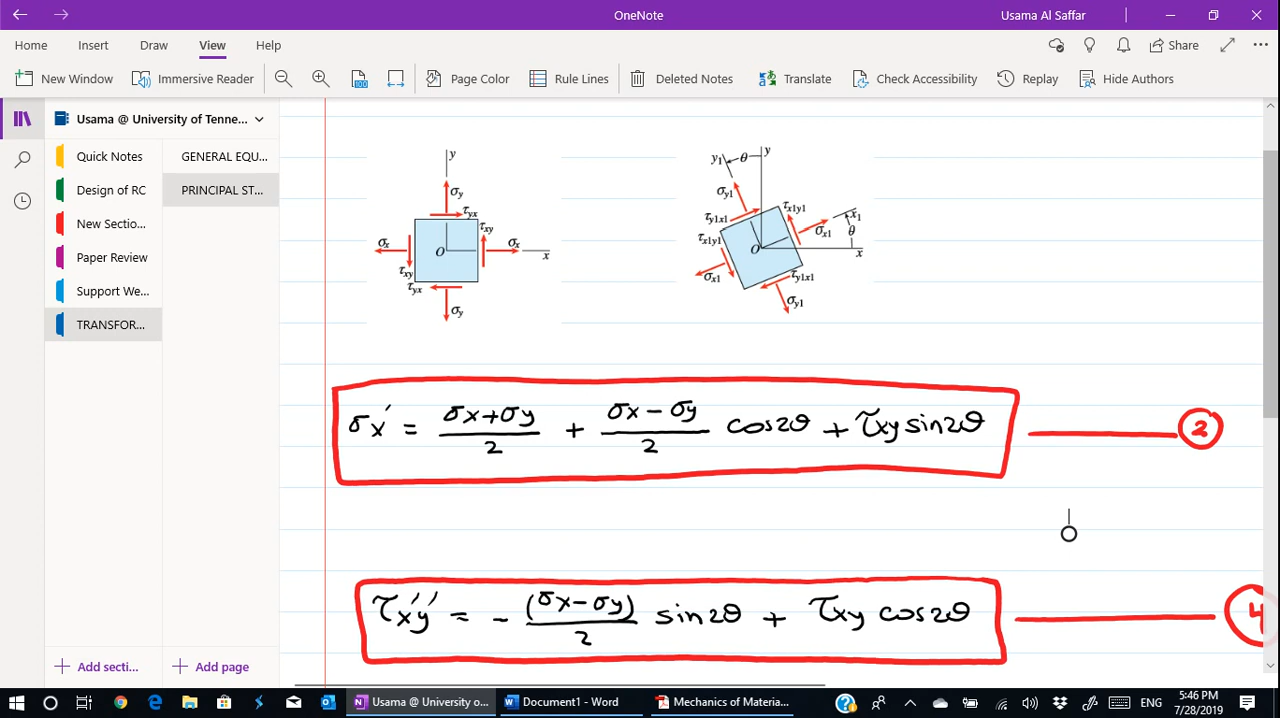 OneNote
Usama Al Saffar
Home Insert Draw View Help
Share
New Window Immersive Reader Page Color Rule Lines Deleted Notes Translate Check Accessibility Replay Hide Authors
Usama @ University of Tenne...
Quick Notes
Design of RC
New Sectio...
Paper Review
Support We...
TRANSFOR...
GENERAL EQU...
PRINCIPAL ST...
y
σy
τyx
τxy
σx
O
σx
x
τxy
τyx
σy
y1
θ
y
σy1
τy1x1
τx1y1
x1
θ
σx1
τx1y1
O
x
σx1
τy1x1
σy1
σx′ = (σx+σy)/2 + (σx−σy)/2 cos2θ + τxy sin2θ 2
τx′y′ = −(σx−σy)/2 sin2θ + τxy cos2θ 4
Add secti...
Add page
Usama @ University o...
Document1 - Word
Mechanics of Materia...
ENG
5:46 PM
7/28/2019